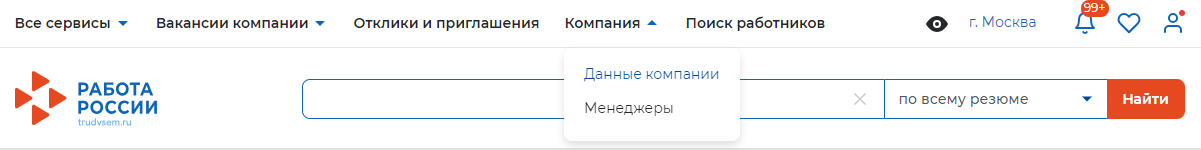 Все сервисы Вакансии компании Отклики и приглашения Компания Поиск работников г. Москва 99+
Данные компании
Менеджеры
РАБОТА
РОССИИ
trudvsem.ru
по всему резюме Найти